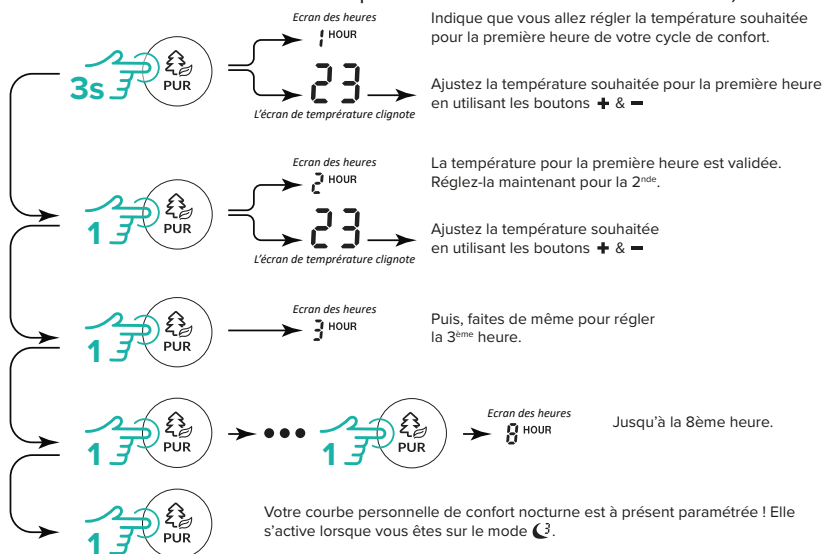 Ecran des heures
1 HOUR
Indique que vous allez régler la température souhaitée
pour la première heure de votre cycle de confort.
3s
PUR
23
Ajustez la température souhaitée pour la première heure
en utilisant les boutons + & −
L'écran de temprérature clignote
Ecran des heures
2 HOUR
La température pour la première heure est validée.
Réglez-la maintenant pour la 2nde.
1
PUR
23
Ajustez la température souhaitée
en utilisant les boutons + & −
L'écran de temprérature clignote
Ecran des heures
3 HOUR
1
PUR
Puis, faites de même pour régler
la 3ème heure.
1
PUR
1
PUR
Ecran des heures
8 HOUR
Jusqu'à la 8ème heure.
1
PUR
Votre courbe personnelle de confort nocturne est à présent paramétrée ! Elle
s'active lorsque vous êtes sur le mode 3.